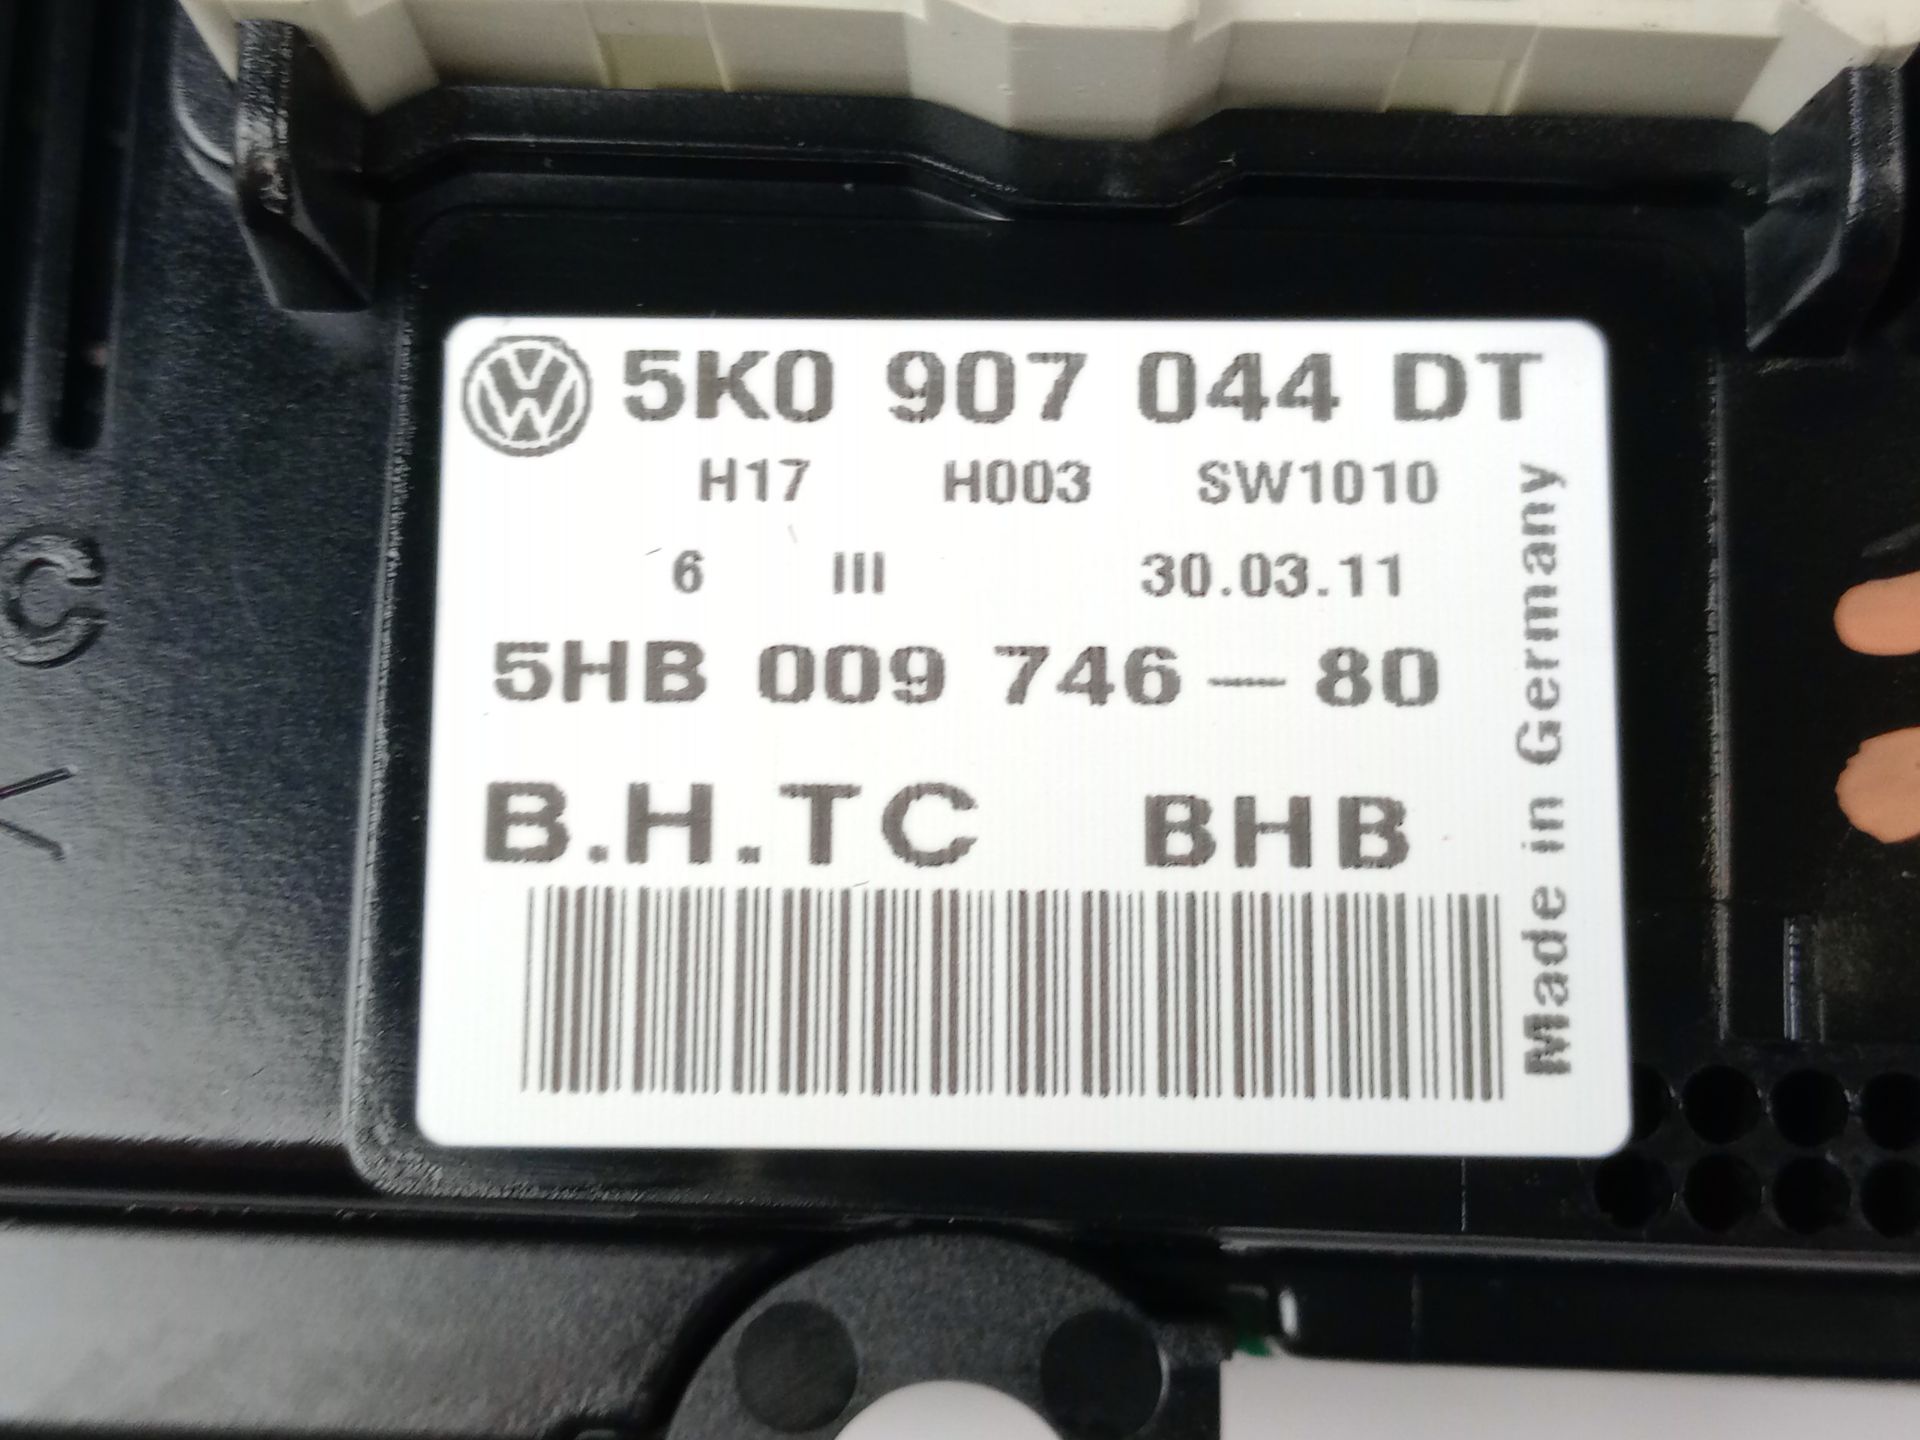 5K0 907 044 DT
H17 H003 SW1010
6 III 30.03.11
5HB 009 746-80
B.H.TC BHB
Made in Germany